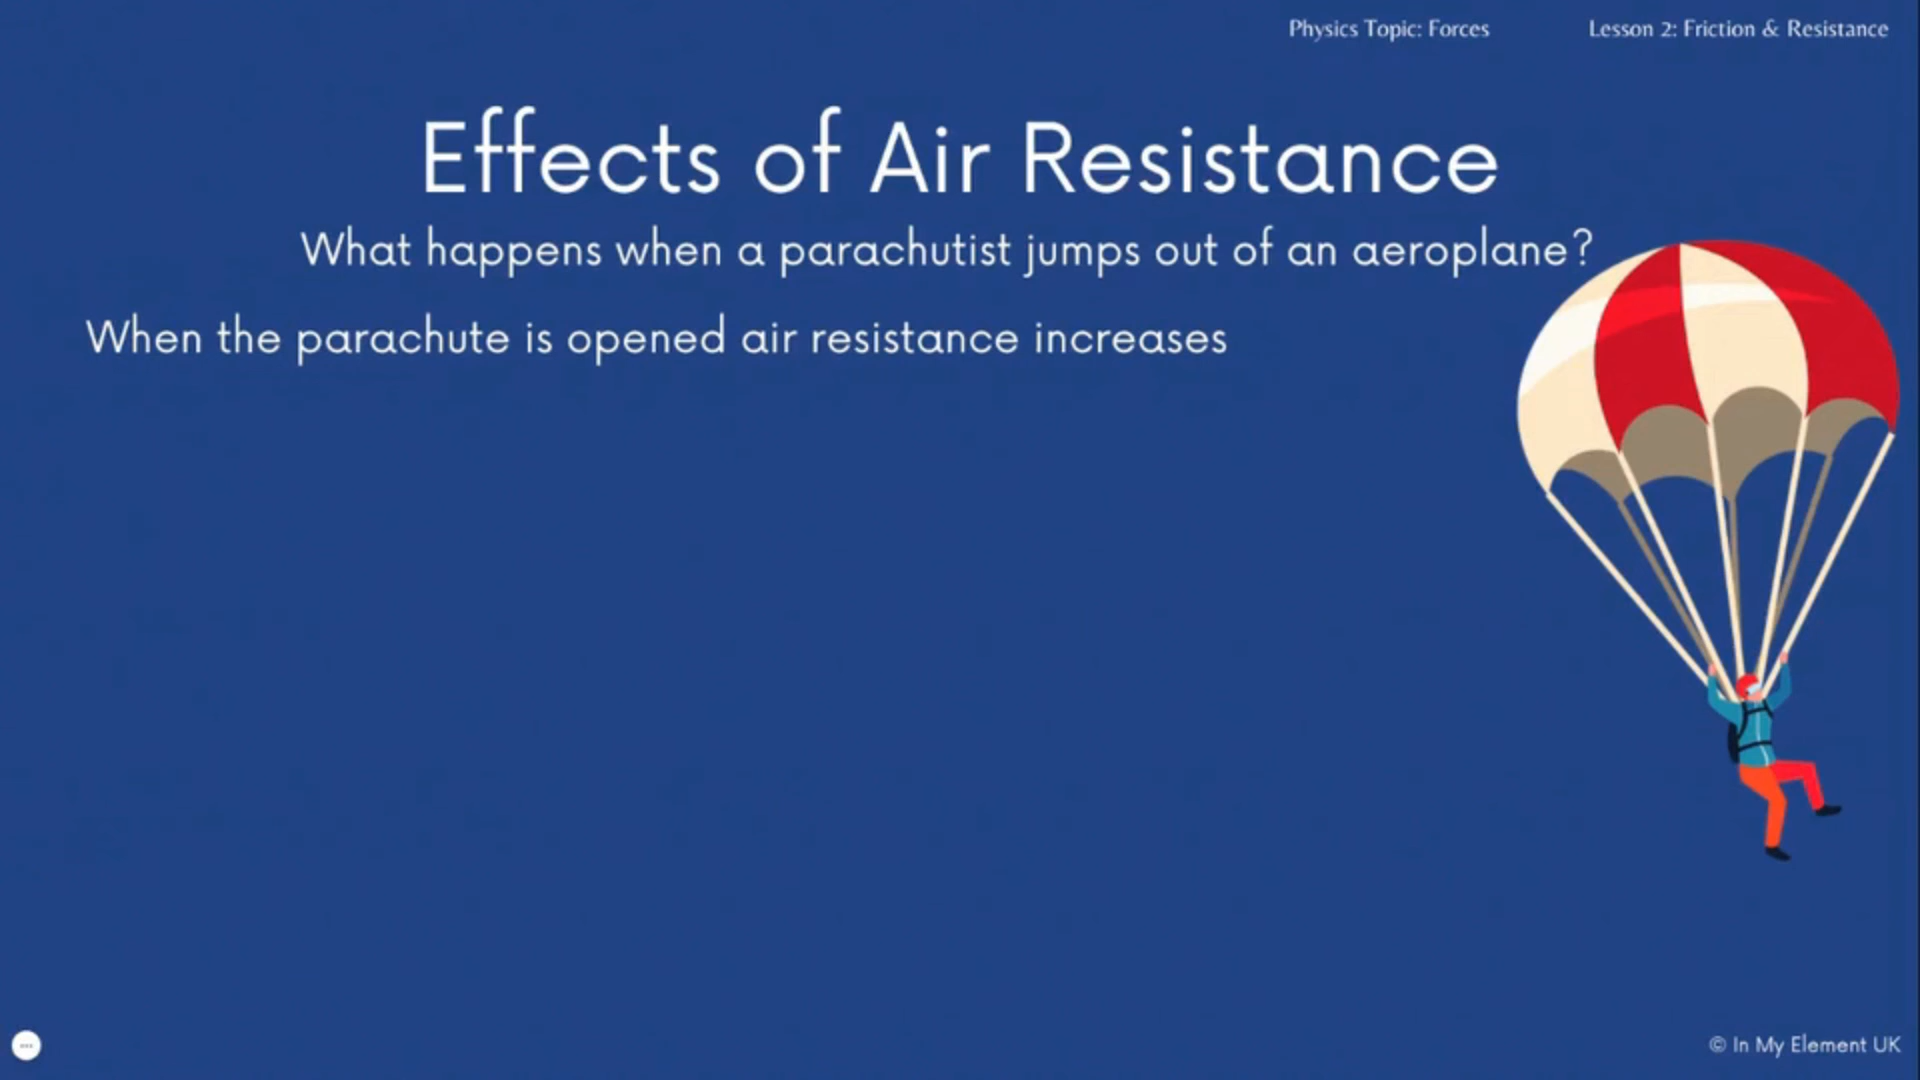 Physics Topic: Forces
Lesson 2: Friction & Resistance
Effects of Air Resistance
What happens when a parachutist jumps out of an aeroplane?
When the parachute is opened air resistance increases
© In My Element UK